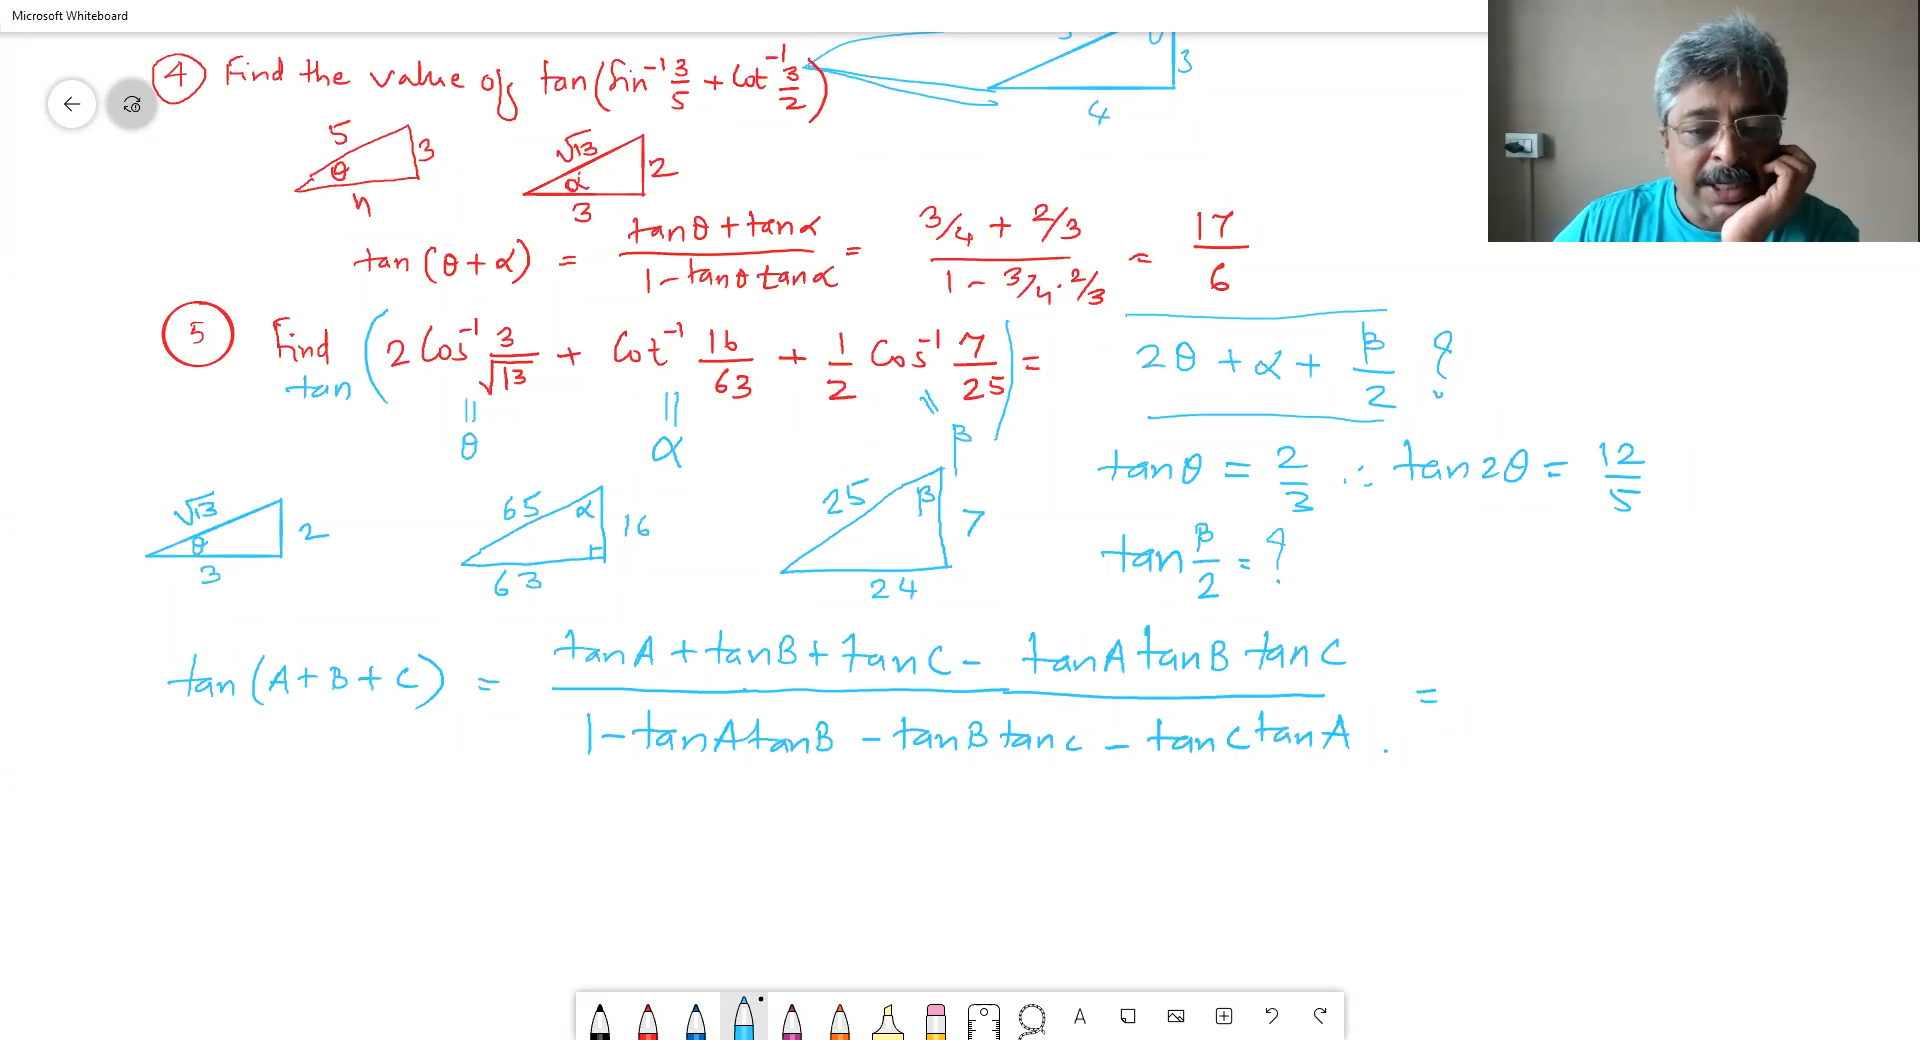 Microsoft Whiteboard
4 Find the value of tan(Sin⁻¹ 3/5 + Cot⁻¹ 3/2)
3
4
5 3 θ 4
√13 2 α 3
tan(θ+α) = (tanθ + tanα)/(1 - tanθ tanα) = (3/4 + 2/3)/(1 - 3/4 · 2/3) = 17/6
5 Find tan(2 Cos⁻¹ 3/√13 + Cot⁻¹ 16/63 + 1/2 Cos⁻¹ 7/25) = 2θ + α + β/2 ?
|| θ || α || β
tanθ = 2/3 ∴ tan2θ = 12/5
√13 θ 2 3
65 α 16 63
25 β 7 24
tan β/2 = ?
tan(A+B+C) = (tanA + tanB + tanC - tanA tanB tanC)/(1 - tanA tanB - tanB tanC - tanC tanA) . =
A